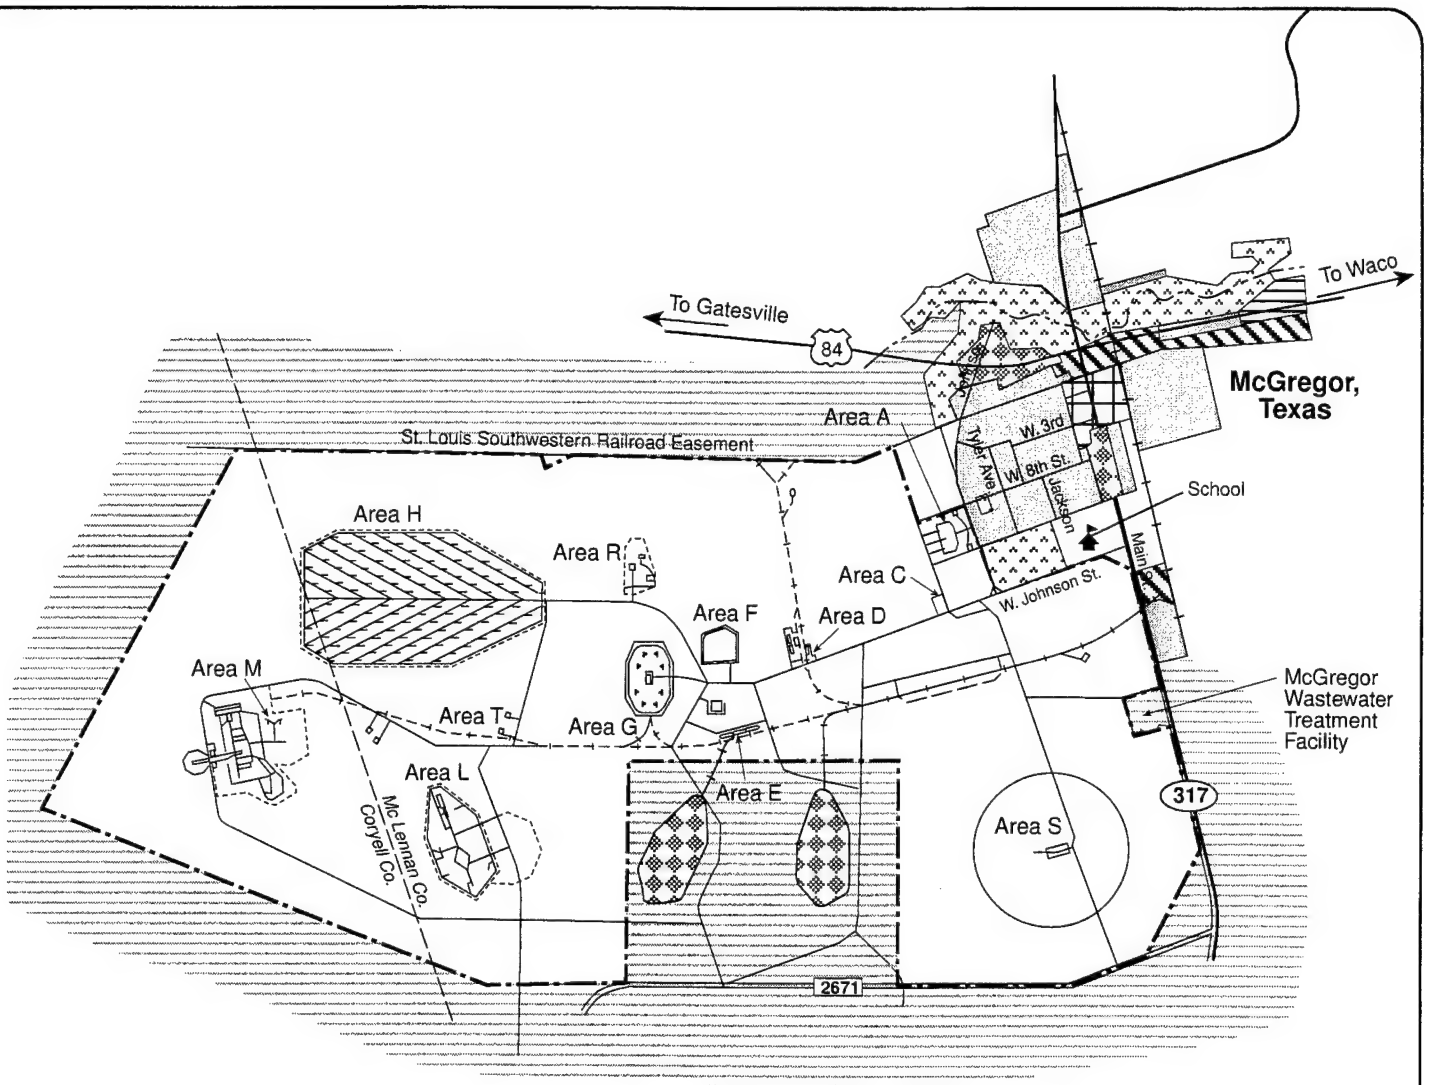 To Waco
To Gatesville
84
McGregor,
Texas
Area A
St. Louis Southwestern Railroad Easement
W. 3rd
Tyler Ave
W. 8th St.
Jackson
School
Area H
Area R
Main St.
Area C
W. Johnson St.
Area F
Area D
Area M
McGregor
Wastewater
Treatment
Facility
Area T
Area G
Area L
Area E
317
Mc Lennan Co.
Coryell Co.
Area S
2671